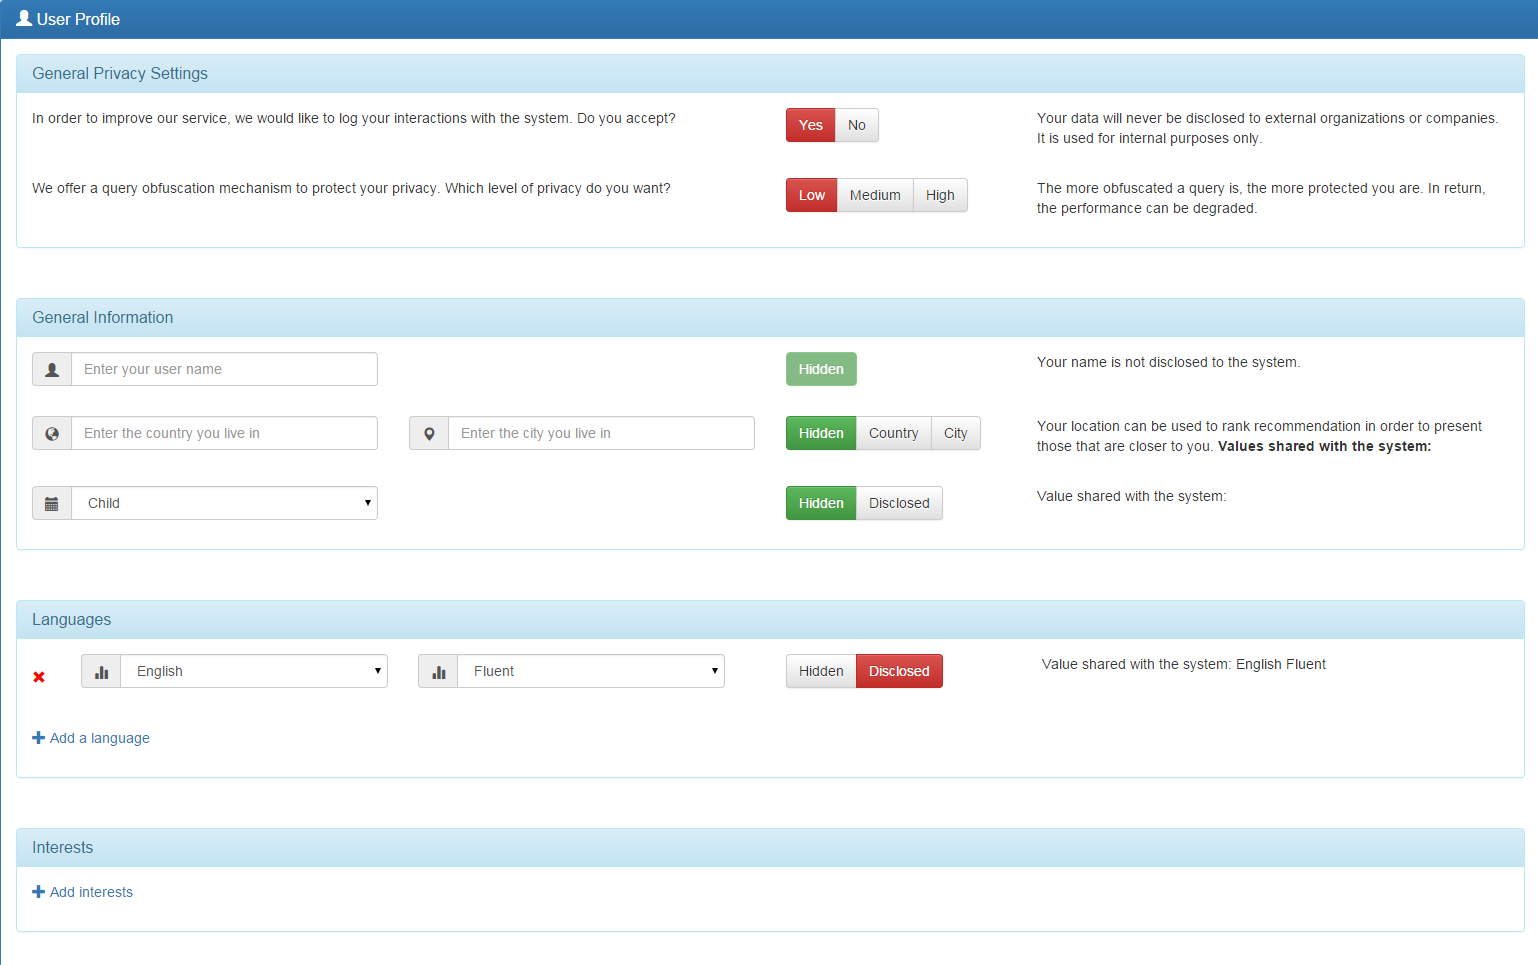 User Profile
General Privacy Settings
In order to improve our service, we would like to log your interactions with the system. Do you accept?
Yes No
Your data will never be disclosed to external organizations or companies.
It is used for internal purposes only.
We offer a query obfuscation mechanism to protect your privacy. Which level of privacy do you want?
Low Medium High
The more obfuscated a query is, the more protected you are. In return,
the performance can be degraded.
General Information
Enter your user name
Hidden
Your name is not disclosed to the system.
Enter the country you live in
Enter the city you live in
Hidden Country City
Your location can be used to rank recommendation in order to present
those that are closer to you. Values shared with the system:
Child
Hidden Disclosed
Value shared with the system:
Languages
English
Fluent
Hidden Disclosed
Value shared with the system: English Fluent
Add a language
Interests
Add interests